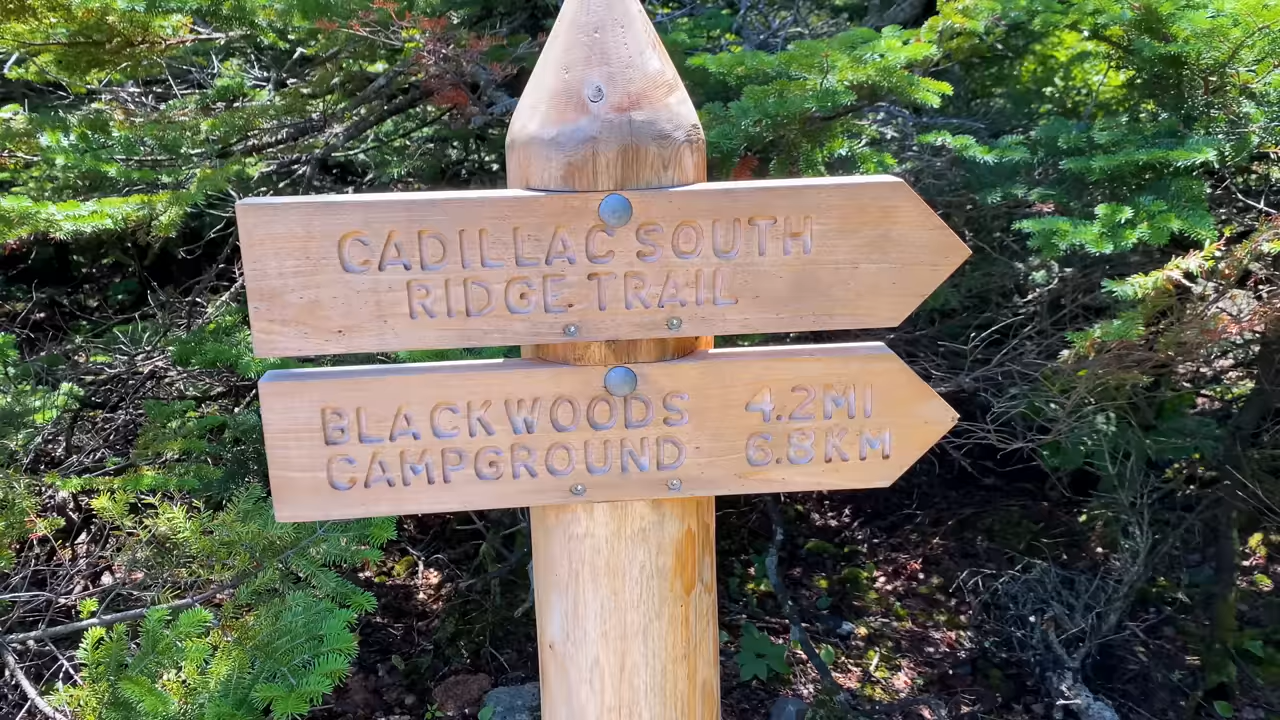 CADILLAC SOUTH
RIDGE TRAIL
BLACKWOODS 4.2MI
CAMPGROUND 6.8KM